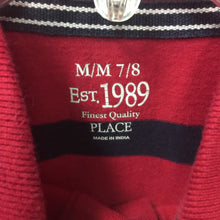 M/M 7/8
EST. 1989
Finest Quality
PLACE
MADE IN INDIA